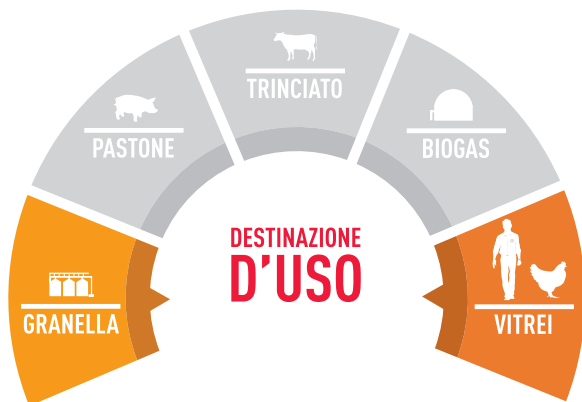 TRINCIATO
PASTONE
BIOGAS
DESTINAZIONE
D'USO
GRANELLA
VITREI